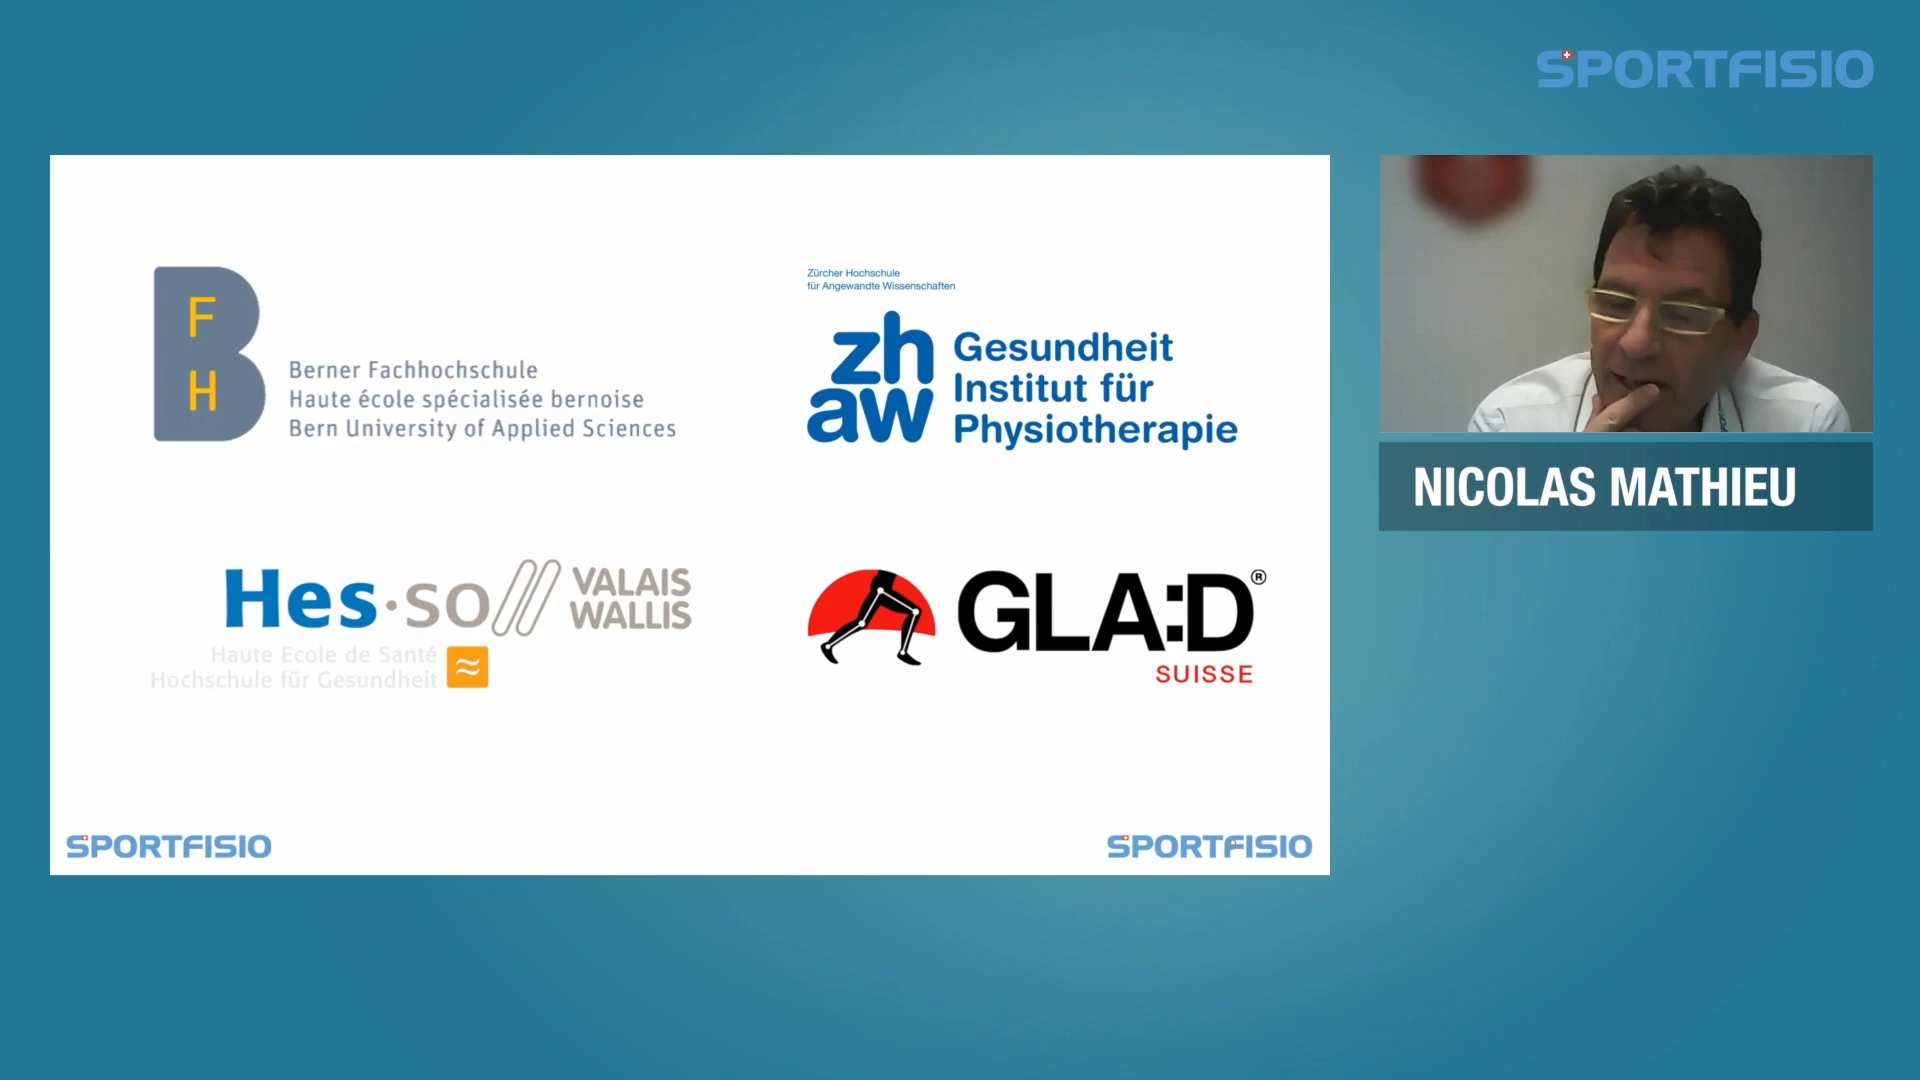 SPORTFISIO
B
F
H
Berner Fachhochschule
Haute école spécialisée bernoise
Bern University of Applied Sciences
Zürcher Hochschule
für Angewandte Wissenschaften
zh
aw
Gesundheit
Institut für
Physiotherapie
NICOLAS MATHIEU
Hes·so
VALAIS
WALLIS
Haute Ecole de Santé
Hochschule für Gesundheit
≈
GLA:D®
SUISSE
SPORTFISIO
SPORTFISIO